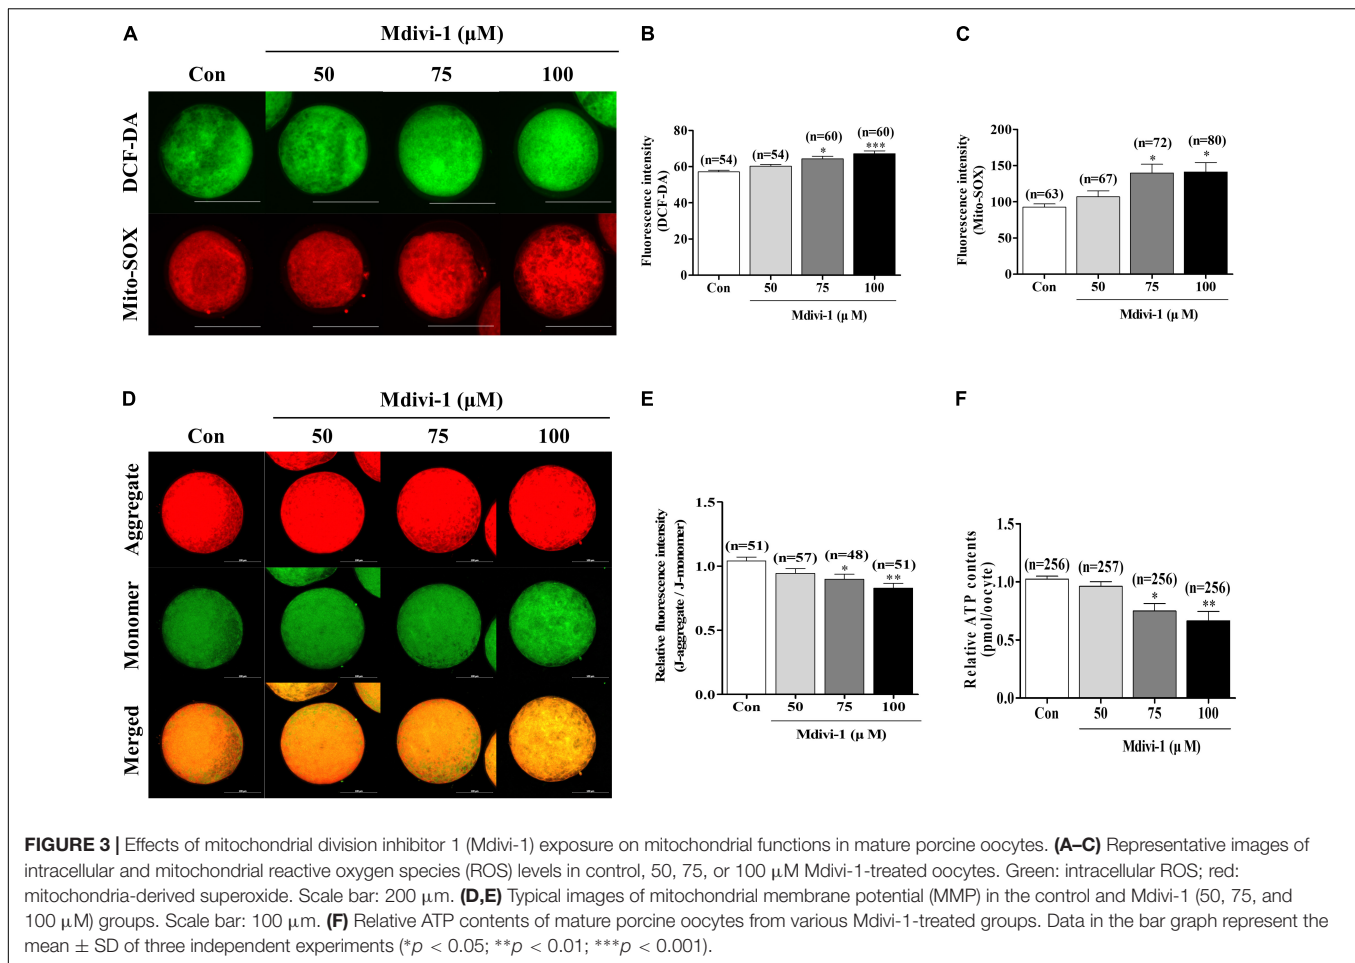 A
Mdivi-1 (μM)
Con 50 75 100
DCF-DA
Mito-SOX
B
Fluorescence intensity
(DCF-DA)
80
60
40
20
0
(n=54) (n=54) (n=60) (n=60)
* ***
Con 50 75 100
Mdivi-1 (μ M)
C
Fluorescence intensity
(Mito-SOX)
200
150
100
50
0
(n=63) (n=67) (n=72) (n=80)
* *
Con 50 75 100
Mdivi-1 (μ M)
D
Mdivi-1 (μM)
Con 50 75 100
Aggregate
Monomer
Merged
E
Relative fluorescence intensity
(J-aggregate / J-monomer)
1.5
1.0
0.5
0.0
(n=51) (n=57) (n=48) (n=51)
* **
Con 50 75 100
Mdivi-1 (μ M)
F
Relative ATP contents
(pmol/oocyte)
1.5
1.0
0.5
0.0
(n=256) (n=257) (n=256) (n=256)
* **
Con 50 75 100
Mdivi-1 (μ M)
FIGURE 3 | Effects of mitochondrial division inhibitor 1 (Mdivi-1) exposure on mitochondrial functions in mature porcine oocytes. (A–C) Representative images of
intracellular and mitochondrial reactive oxygen species (ROS) levels in control, 50, 75, or 100 μM Mdivi-1-treated oocytes. Green: intracellular ROS; red:
mitochondria-derived superoxide. Scale bar: 200 μm. (D,E) Typical images of mitochondrial membrane potential (MMP) in the control and Mdivi-1 (50, 75, and
100 μM) groups. Scale bar: 100 μm. (F) Relative ATP contents of mature porcine oocytes from various Mdivi-1-treated groups. Data in the bar graph represent the
mean ± SD of three independent experiments (*p < 0.05; **p < 0.01; ***p < 0.001).